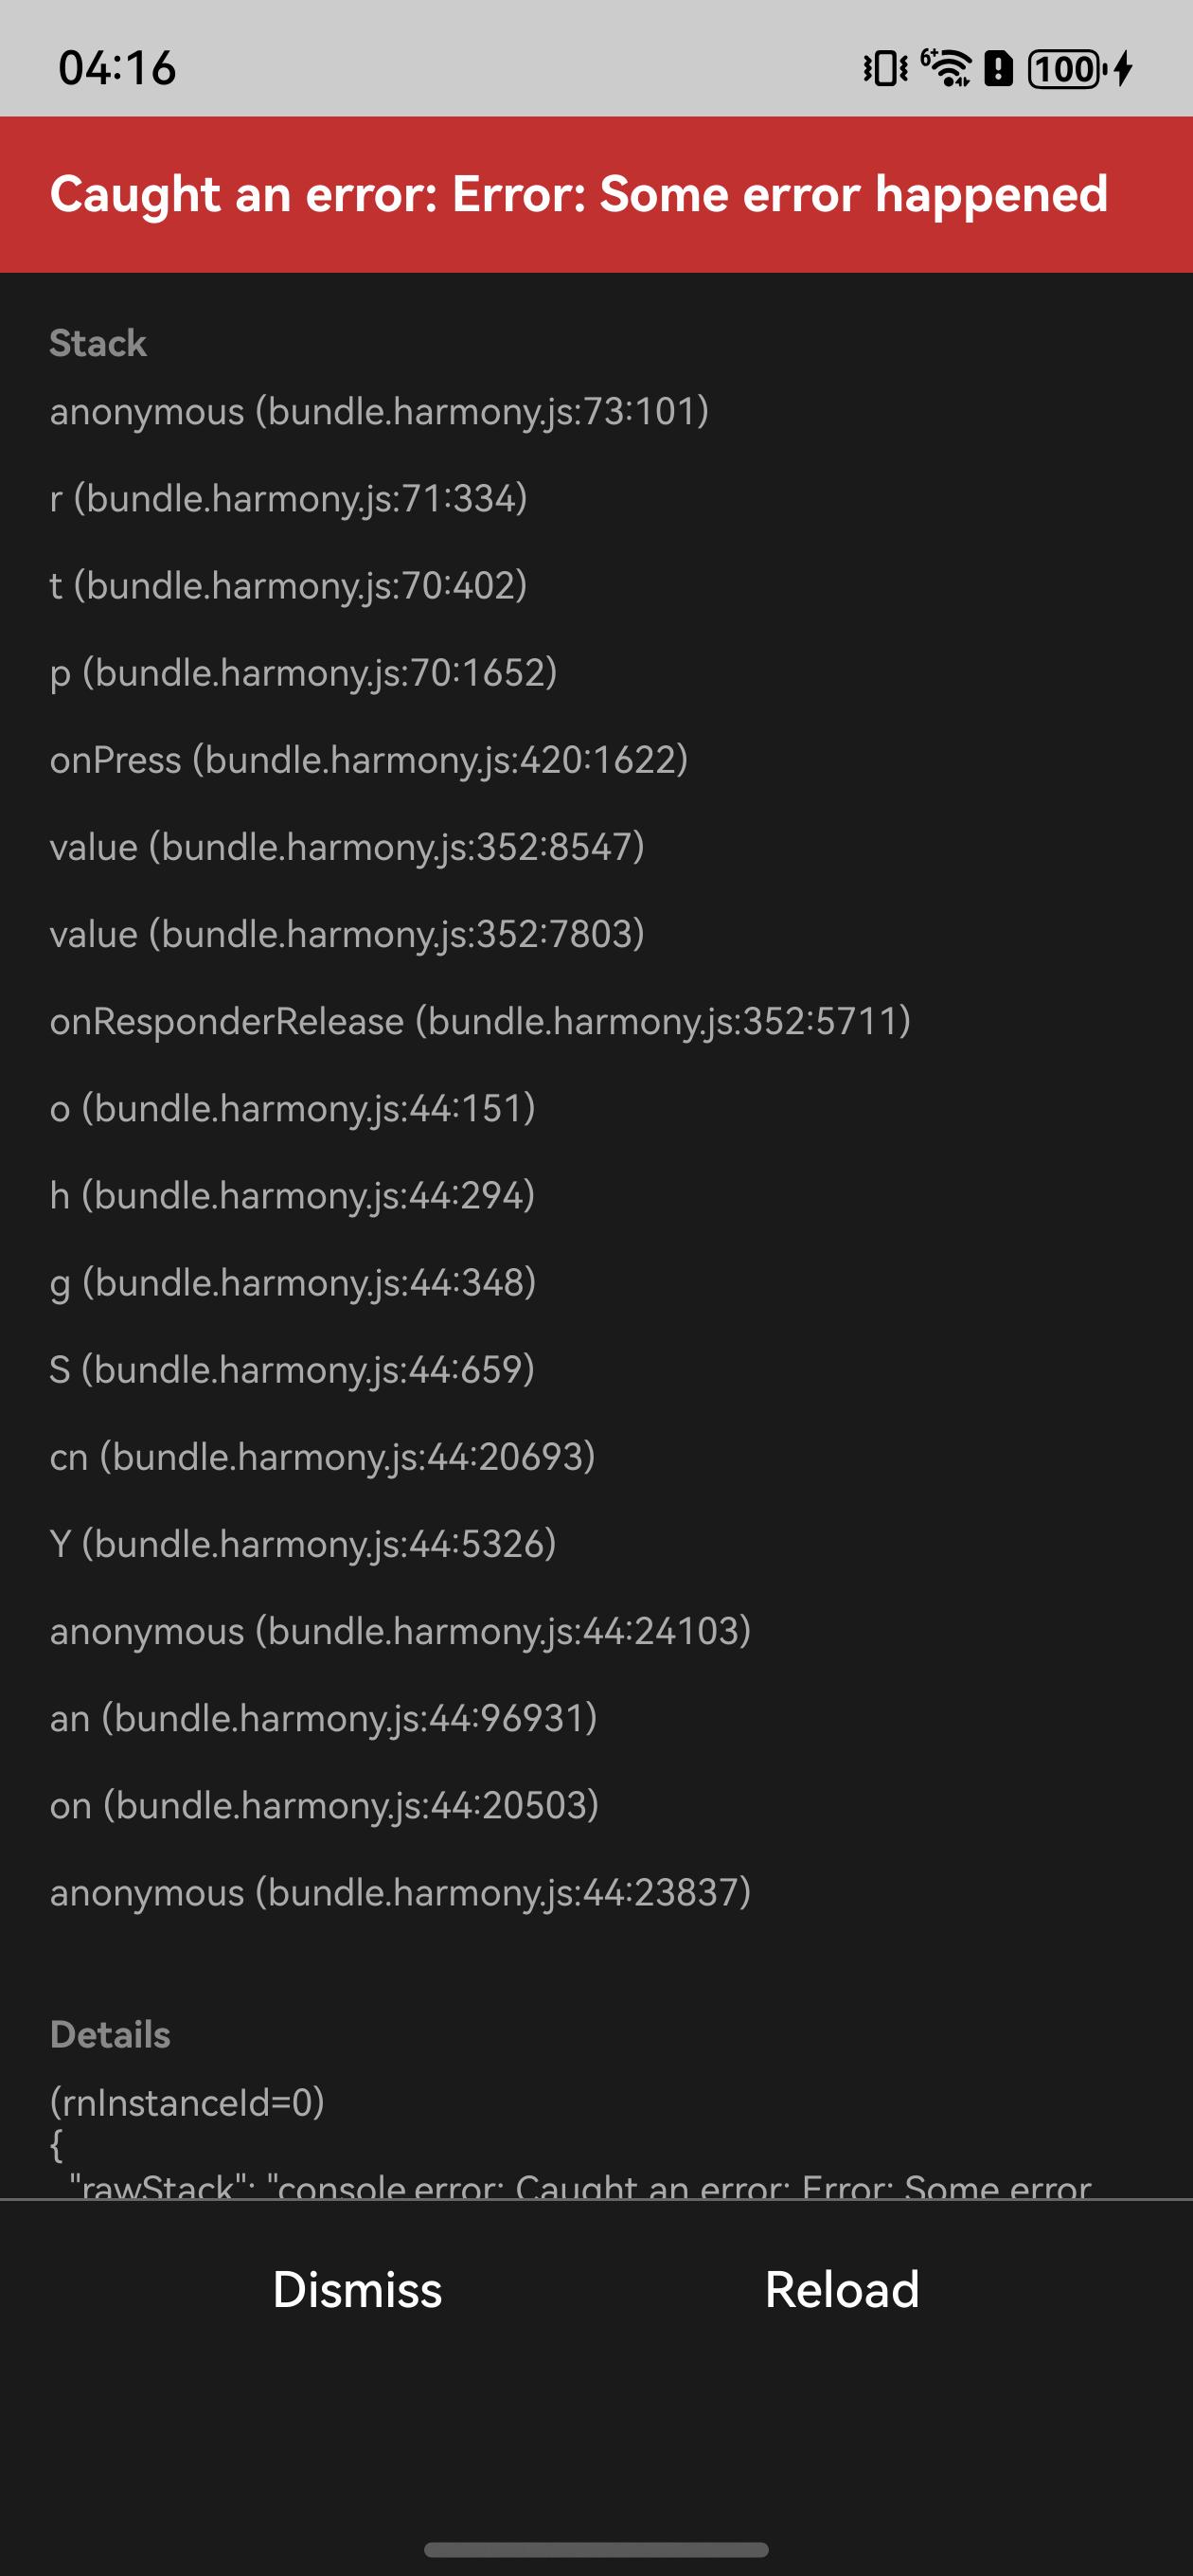 04:16
6+
100
Caught an error: Error: Some error happened
Stack
anonymous (bundle.harmony.js:73:101)
r (bundle.harmony.js:71:334)
t (bundle.harmony.js:70:402)
p (bundle.harmony.js:70:1652)
onPress (bundle.harmony.js:420:1622)
value (bundle.harmony.js:352:8547)
value (bundle.harmony.js:352:7803)
onResponderRelease (bundle.harmony.js:352:5711)
o (bundle.harmony.js:44:151)
h (bundle.harmony.js:44:294)
g (bundle.harmony.js:44:348)
S (bundle.harmony.js:44:659)
cn (bundle.harmony.js:44:20693)
Y (bundle.harmony.js:44:5326)
anonymous (bundle.harmony.js:44:24103)
an (bundle.harmony.js:44:96931)
on (bundle.harmony.js:44:20503)
anonymous (bundle.harmony.js:44:23837)
Details
(rnInstanceId=0)
{
"rawStack": "console.error: Caught an error: Error: Some error
Dismiss
Reload